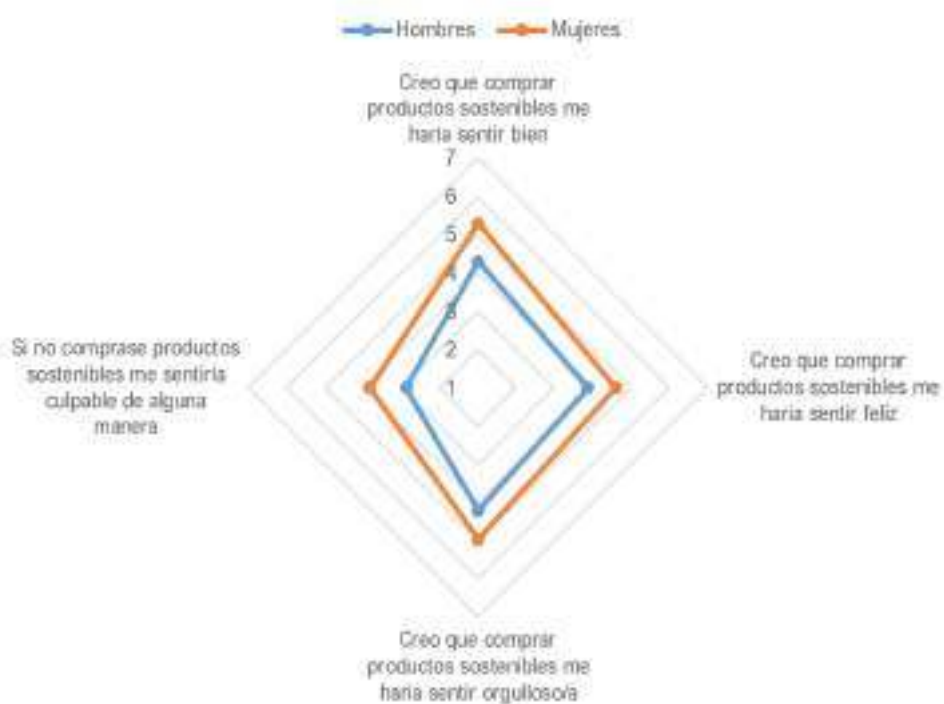 Hombres Mujeres
Creo que comprar
productos sostenibles me
haría sentir bien
7
6
5
4
3
2
1
Si no comprase productos
sostenibles me sentiría
culpable de alguna
manera
Creo que comprar
productos sostenibles me
haría sentir feliz
Creo que comprar
productos sostenibles me
haría sentir orgulloso/a